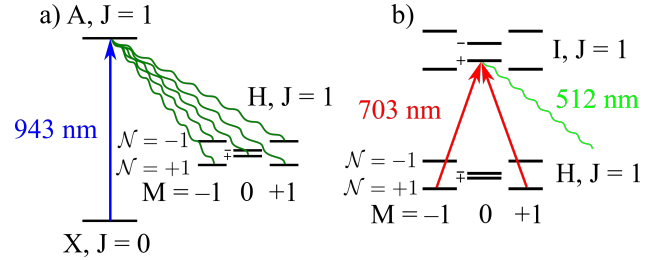 a) A, J = 1
943 nm
H, J = 1
𝒩 = −1
𝒩 = +1
∓
M = −1 0 +1
X, J = 0
b)
−
+
I, J = 1
703 nm
512 nm
𝒩 = −1
𝒩 = +1
∓
H, J = 1
M = −1 0 +1